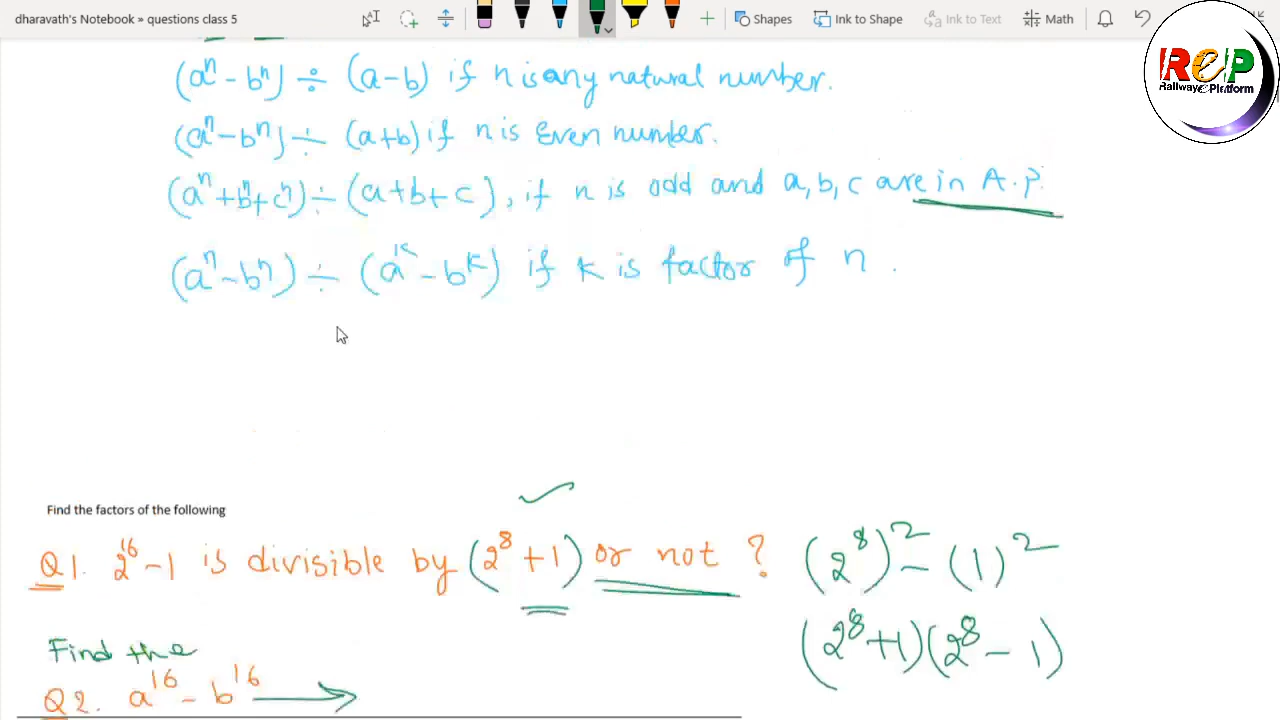 dharavath's Notebook » questions class 5
Shapes Ink to Shape Ink to Text Math
REP
Railways Platform
(aⁿ - bⁿ) ÷ (a-b) if n is any natural number.
(aⁿ - bⁿ) ÷ (a+b) if n is Even number.
(aⁿ + bⁿ + cⁿ) ÷ (a+b+c), if n is odd and a, b, c are in A.P.
(aⁿ - bⁿ) ÷ (aᵏ - bᵏ) if k is factor of n.
Find the factors of the following
Q1. 2¹⁶ - 1 is divisible by (2⁸ + 1) or not ? (2⁸)² - (1)²
(2⁸+1)(2⁸ - 1)
Find the
Q2. a¹⁶ - b¹⁶ →